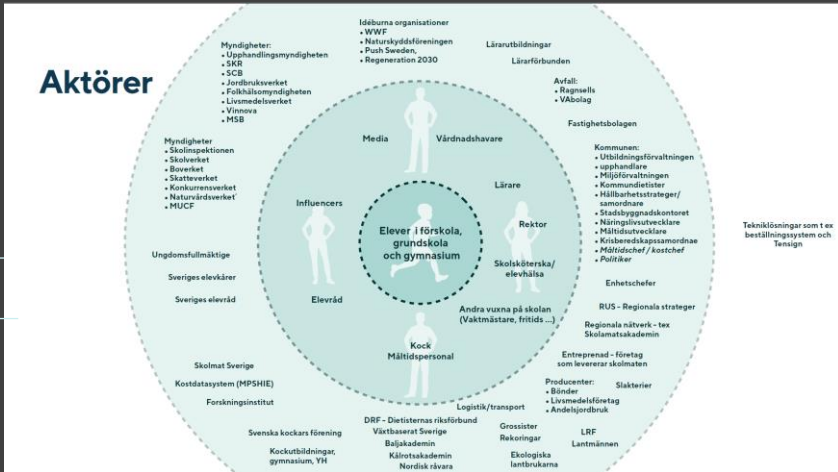 Aktörer
Myndigheter:
• Upphandlingsmyndigheten
• SKR
• SCB
• Jordbruksverket
• Folkhälsomyndigheten
• Livsmedelsverket
• Vinnova
• MSB
Idéburna organisationer
• WWF
• Naturskyddsföreningen
• Push Sweden,
• Regeneration 2030
Lärarutbildningar
Lärarförbunden
Avfall:
• Ragnsells
• VAbolag
Fastighetsbolagen
Myndigheter
• Skolinspektionen
• Skolverket
• Boverket
• Skatteverket
• Konkurrensverket
• Naturvårdsverket´
• MUCF
Media
Vårdnadshavare
Lärare
Influencers
Rektor
Elever i förskola,
grundskola
och gymnasium
Skolsköterska/
elevhälsa
Elevråd
Andra vuxna på skolan
(Vaktmästare, fritids ...)
Kock
Måltidspersonal
Kommunen:
• Utbildningsförvaltningen
• upphandlare
• Miljöförvaltningen
• Kommundietister
• Hållbarhetsstrateger/
samordnare
• Stadsbyggnadskontoret
• Näringslivsutvecklare
• Måltidsutvecklare
• Krisberedskapssamordnae
• Måltidschef / kostchef
• Politiker
Tekniklösningar som t ex
beställningssystem och
Tensign
Ungdomsfullmäktige
Sveriges elevkårer
Sveriges elevråd
Enhetschefer
RUS – Regionala strateger
Regionala nätverk – tex
Skolamatsakademin
Entreprenad – företag
som levererar skolmaten
Skolmat Sverige
Kostdatasystem (MPSHIE)
Forskningsinstitut
Producenter:
• Bönder
• Livsmedelsföretag
• Andelsjordbruk
Slakterier
Logistik/transport
DRF – Dietisternas riksförbund
Växtbaserat Sverige
Baljakademin
Kålrotsakademin
Nordisk råvara
Svenska kockars förening
Kockutbildningar,
gymnasium, YH
Grossister
Rekoringar
LRF
Lantmännen
Ekologiska
lantbrukarna